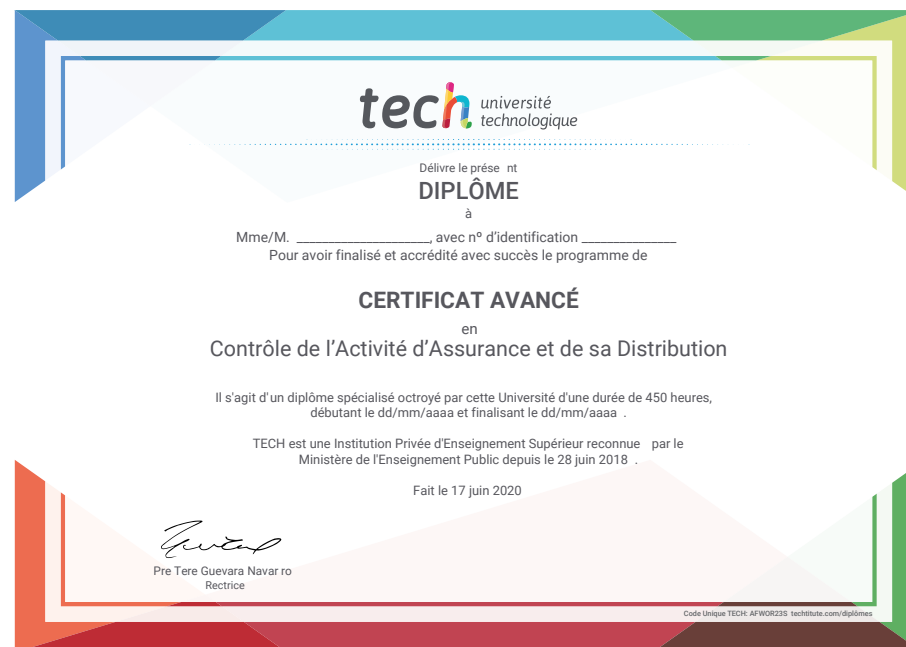 tech université
technologique
Délivre le prése nt
DIPLÔME
à
Mme/M. _____________________, avec nº d'identification _______________
Pour avoir finalisé et accrédité avec succès le programme de
CERTIFICAT AVANCÉ
en
Contrôle de l'Activité d'Assurance et de sa Distribution
Il s'agit d'un diplôme spécialisé octroyé par cette Université d'une durée de 450 heures,
débutant le dd/mm/aaaa et finalisant le dd/mm/aaaa .
TECH est une Institution Privée d'Enseignement Supérieur reconnue par le
Ministère de l'Enseignement Public depuis le 28 juin 2018 .
Fait le 17 juin 2020
Pre Tere Guevara Navar ro
Rectrice
Code Unique TECH: AFWOR23S techtitute.com/diplômes